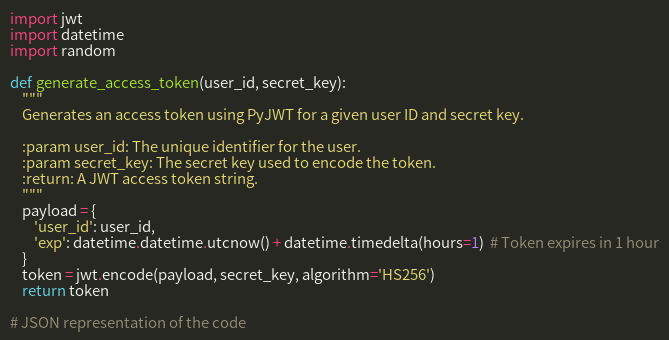 import jwt
import datetime
import random

def generate_access_token(user_id, secret_key):
    """
    Generates an access token using PyJWT for a given user ID and secret key.

    :param user_id: The unique identifier for the user.
    :param secret_key: The secret key used to encode the token.
    :return: A JWT access token string.
    """
    payload = {
        'user_id': user_id,
        'exp': datetime.datetime.utcnow() + datetime.timedelta(hours=1)  # Token expires in 1 hour
    }
    token = jwt.encode(payload, secret_key, algorithm='HS256')
    return token

# JSON representation of the code